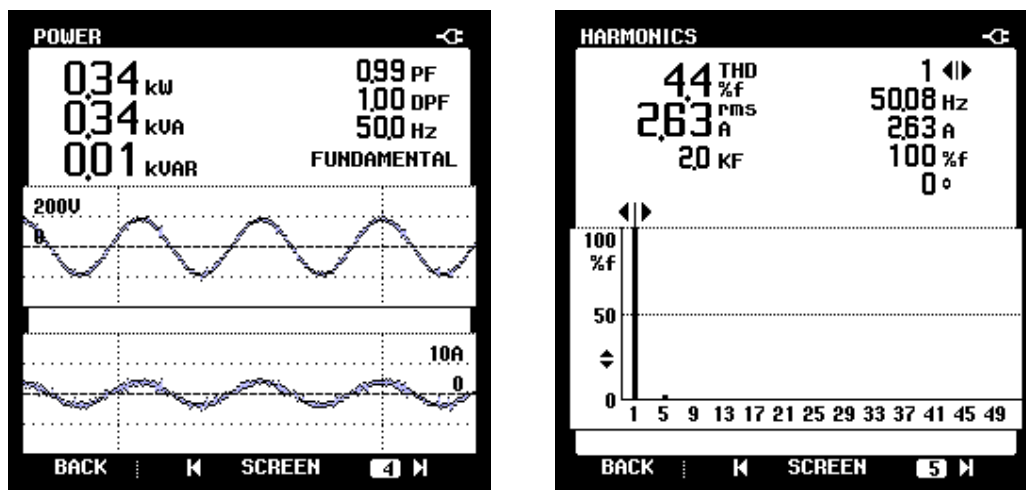 POWER
0.34 kW
0.34 kVA
0.01 kVAR
0.99 PF
1.00 DPF
50.0 Hz
FUNDAMENTAL
200V
0
10A
0
BACK
SCREEN
4
HARMONICS
4.4 THD %f
2.63 rms A
2.0 KF
1
50.08 Hz
2.63 A
100 %f
0 °
100
%f
50
0
1 5 9 13 17 21 25 29 33 37 41 45 49
BACK
SCREEN
5